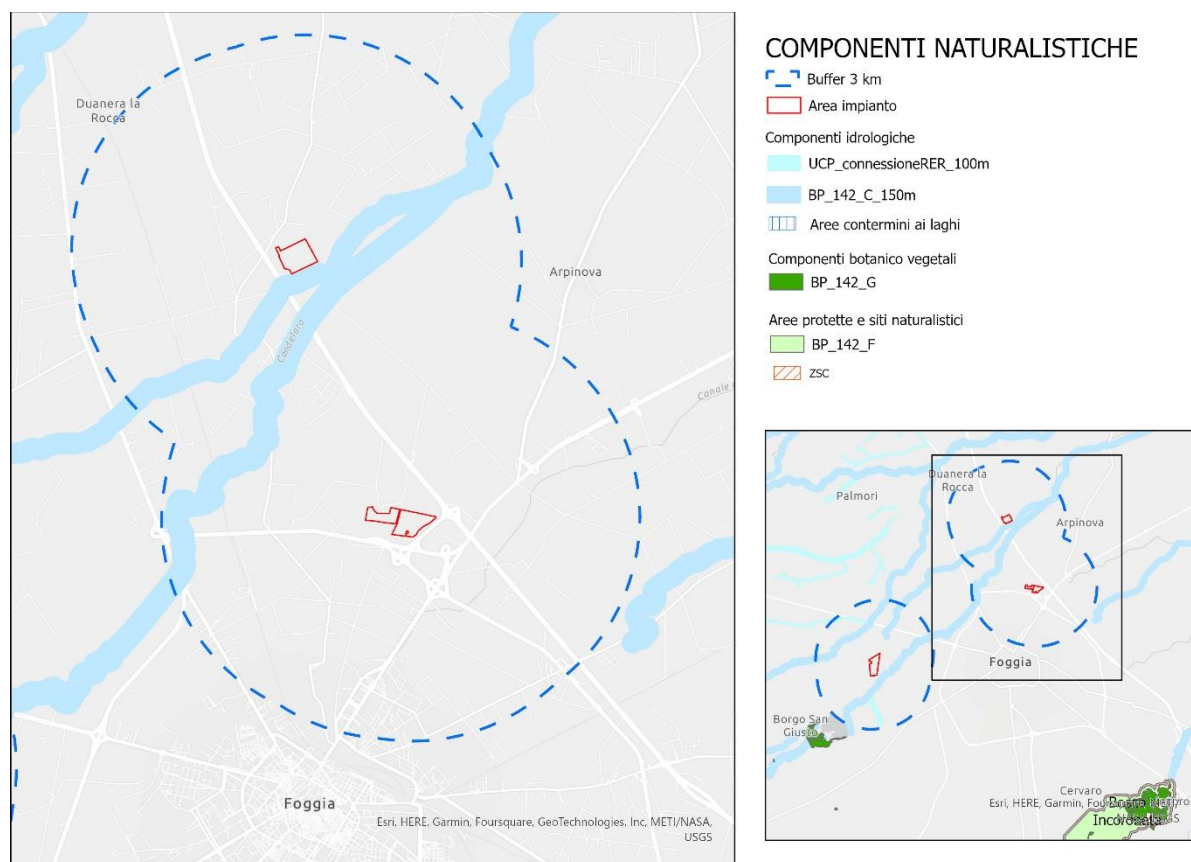 Duanera la
Rocca
Arpinova
Candelaro
Canale
Foggia
Esri, HERE, Garmin, Foursquare, GeoTechnologies, Inc, METI/NASA,
USGS
COMPONENTI NATURALISTICHE
Buffer 3 km
Area impianto
Componenti idrologiche
UCP_connessioneRER_100m
BP_142_C_150m
Aree contermini ai laghi
Componenti botanico vegetali
BP_142_G
Aree protette e siti naturalistici
BP_142_F
ZSC
Duanera la
Rocca
Palmori
Arpinova
Foggia
Borgo San
Giusto
Cervaro
Esri, HERE, Garmin,
Incoronata